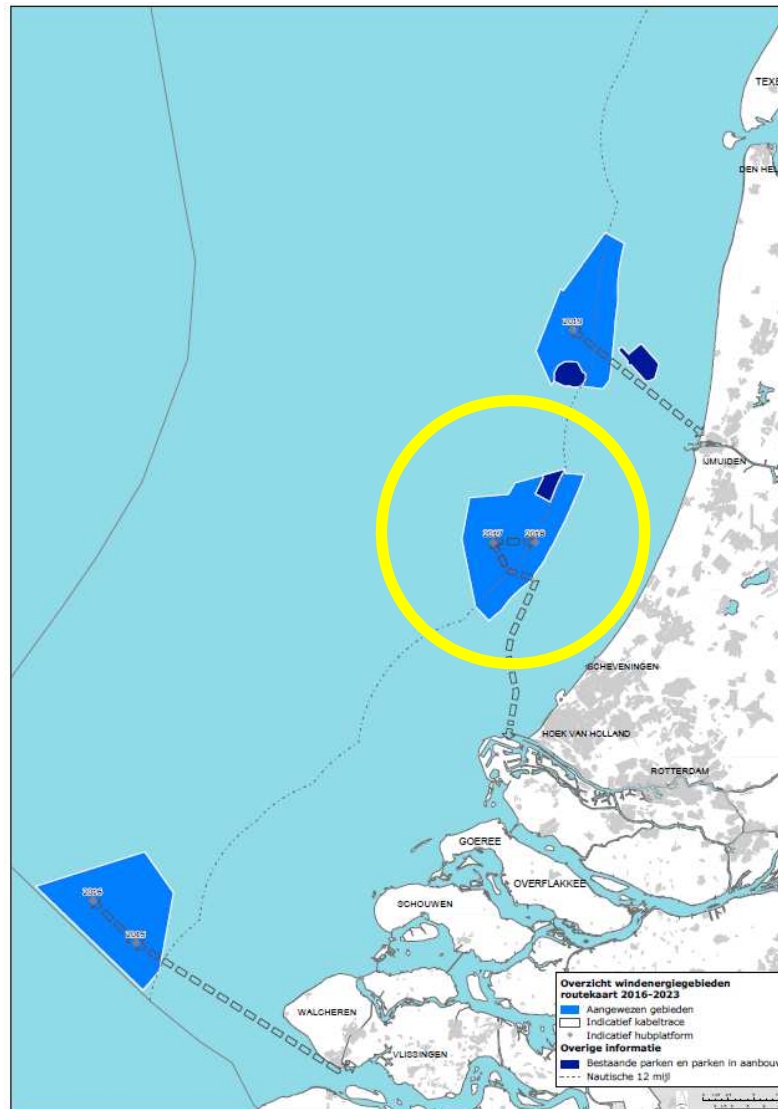 TEXE
DEN HEL
2019
IJMUIDEN
2017
2018
SCHEVENINGEN
HOEK VAN HOLLAND
ROTTERDAM
GOEREE
OVERFLAKKEE
SCHOUWEN
2016
2015
WALCHEREN
VLISSINGEN
Overzicht windenergiegebieden
routekaart 2016-2023
Aangewezen gebieden
Indicatief kabeltrace
Indicatief hubplatform
Overige informatie
Bestaande parken en parken in aanbouw
Nautische 12 mijl